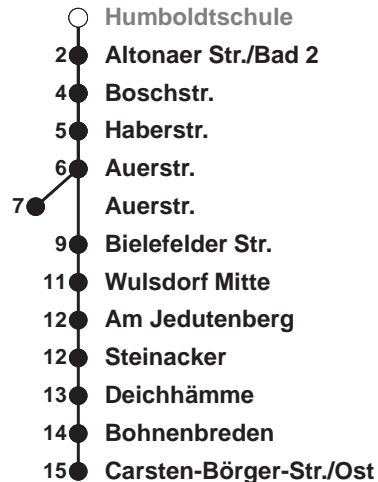 Humboldtschule
2 Altonaer Str./Bad 2
4 Boschstr.
5 Haberstr.
6 Auerstr.
7 Auerstr.
9 Bielefelder Str.
11 Wulsdorf Mitte
12 Am Jedutenberg
12 Steinacker
13 Deichhämme
14 Bohnenbreden
15 Carsten-Börger-Str./Ost